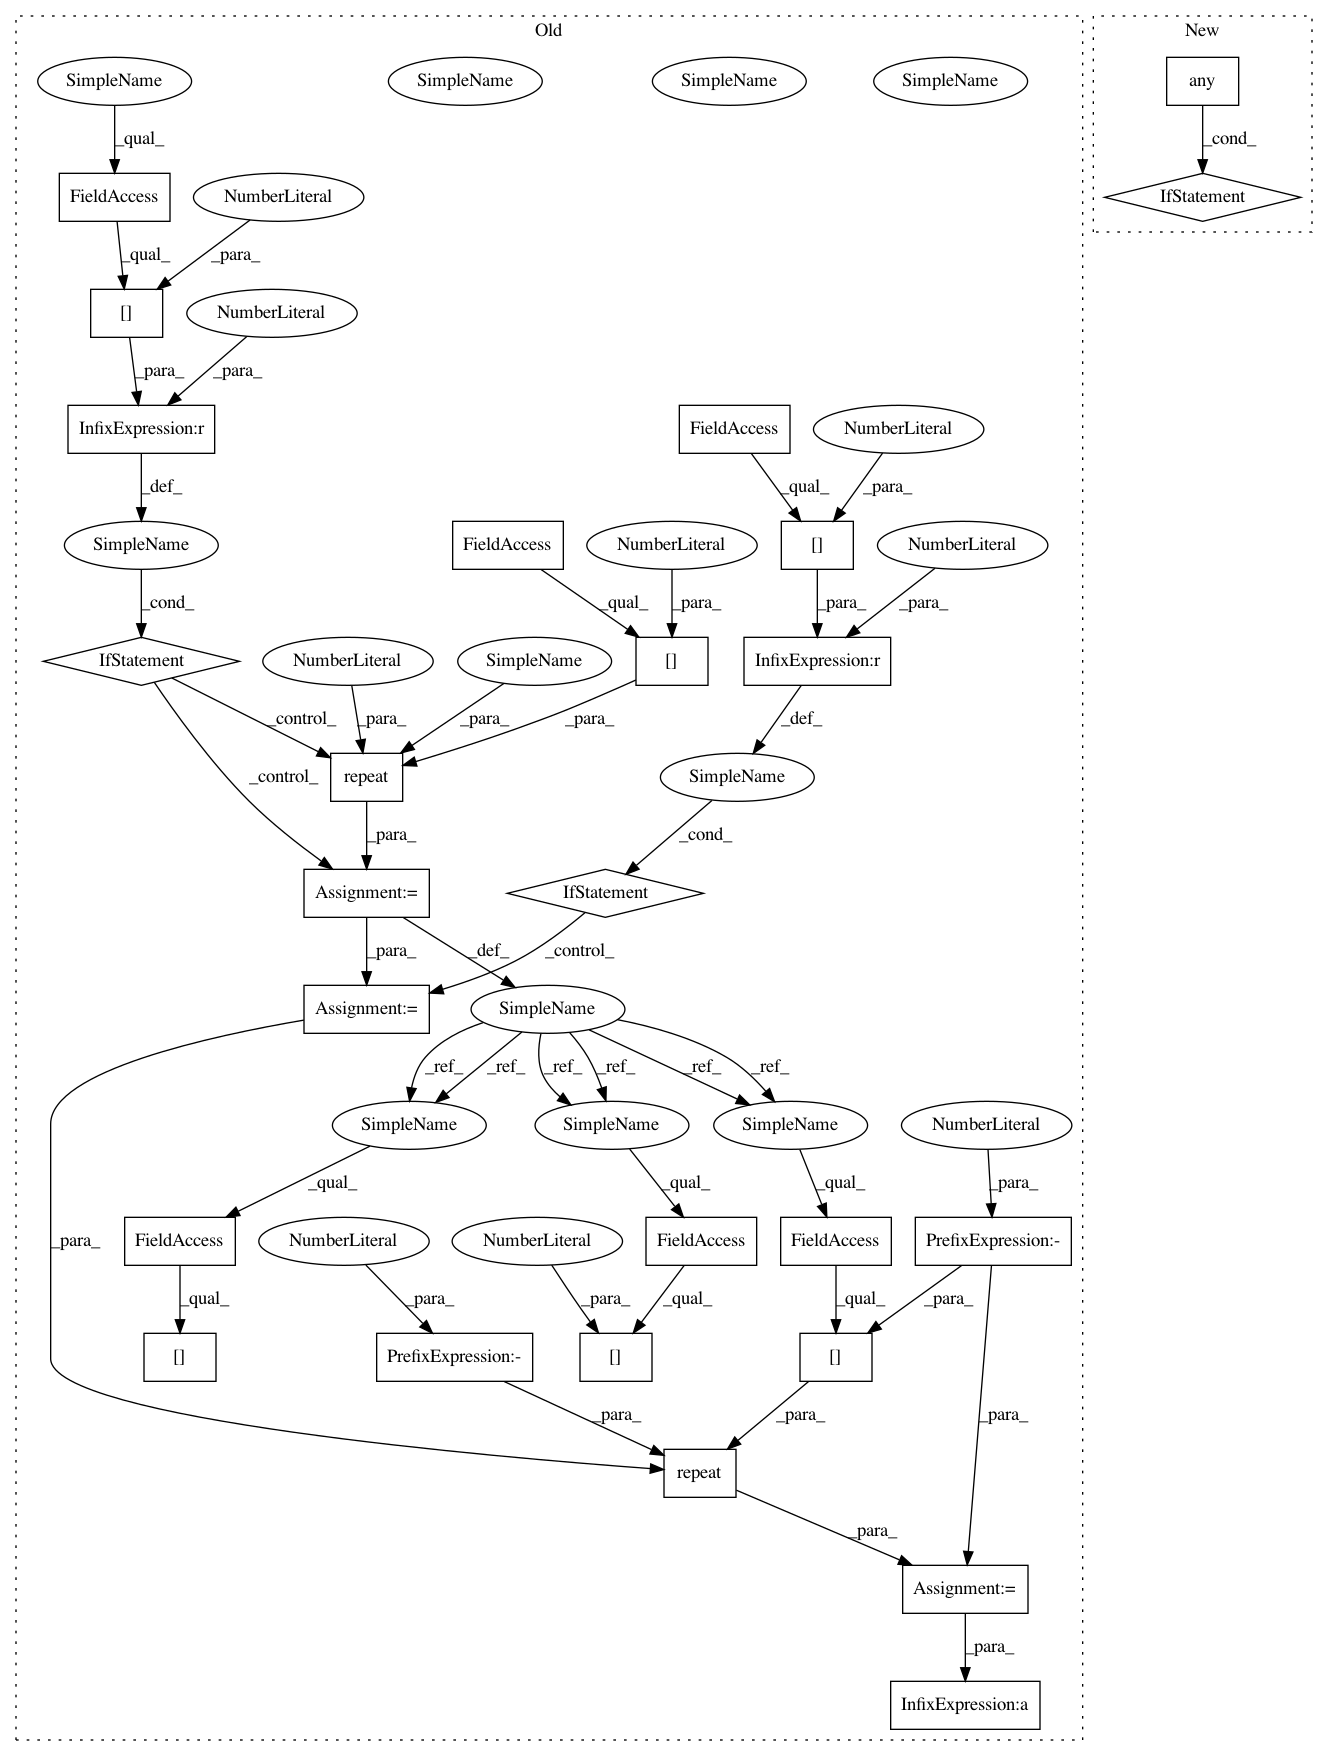 Old
New
SimpleName
SimpleName
SimpleName
SimpleName
any
_qual_
_cond_
FieldAccess
NumberLiteral
IfStatement
_qual_
_para_
[]
NumberLiteral
_para_
_para_
InfixExpression:r
FieldAccess
NumberLiteral
_def_
_qual_
_para_
SimpleName
FieldAccess
NumberLiteral
[]
NumberLiteral
_cond_
_qual_
_para_
_para_
_para_
IfStatement
NumberLiteral
SimpleName
[]
InfixExpression:r
_control_
_para_
_para_
_para_
_def_
_control_
repeat
SimpleName
_para_
_cond_
Assignment:=
IfStatement
_para_
_def_
_control_
Assignment:=
SimpleName
_ref_
_ref_
_ref_
_ref_
_ref_
_ref_
SimpleName
SimpleName
SimpleName
NumberLiteral
_qual_
_qual_
_qual_
_para_
_para_
FieldAccess
NumberLiteral
NumberLiteral
FieldAccess
FieldAccess
PrefixExpression:-
_qual_
_para_
_para_
_qual_
_qual_
_para_
[]
PrefixExpression:-
[]
[]
_para_
_para_
_para_
repeat
_para_
Assignment:=
_para_
InfixExpression:a